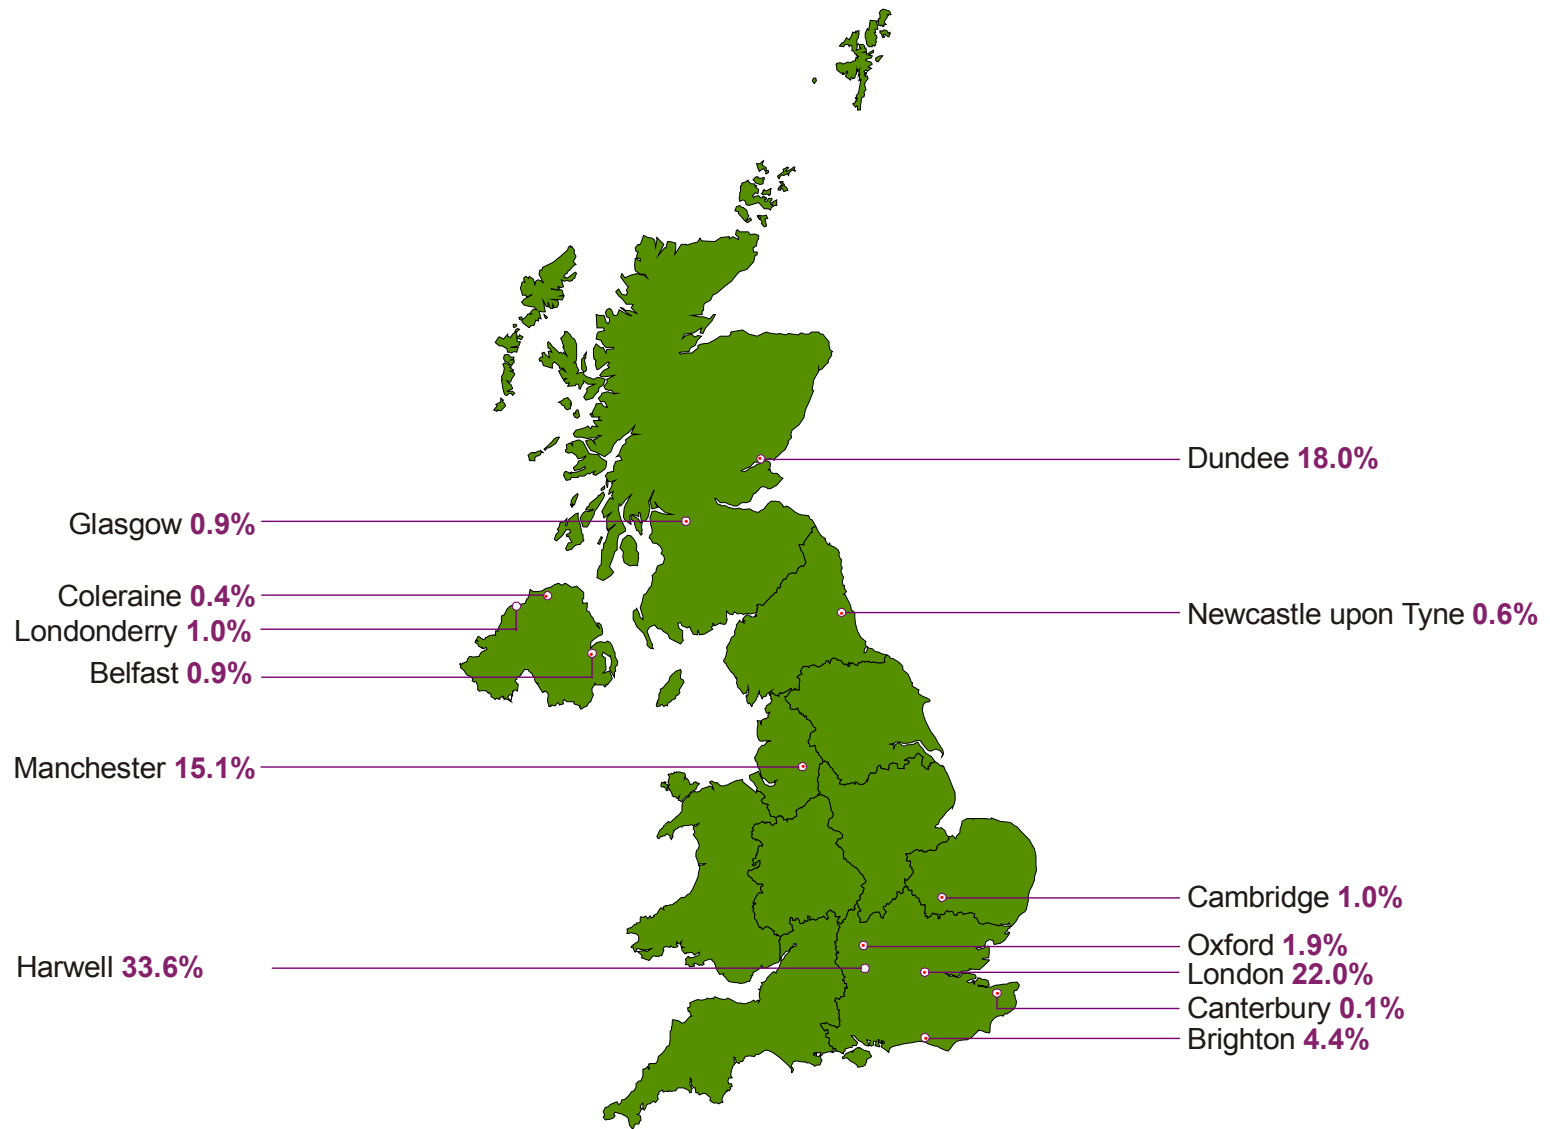 Dundee 18.0%
Glasgow 0.9%
Coleraine 0.4%
Londonderry 1.0%
Newcastle upon Tyne 0.6%
Belfast 0.9%
Manchester 15.1%
Cambridge 1.0%
Oxford 1.9%
Harwell 33.6%
London 22.0%
Canterbury 0.1%
Brighton 4.4%